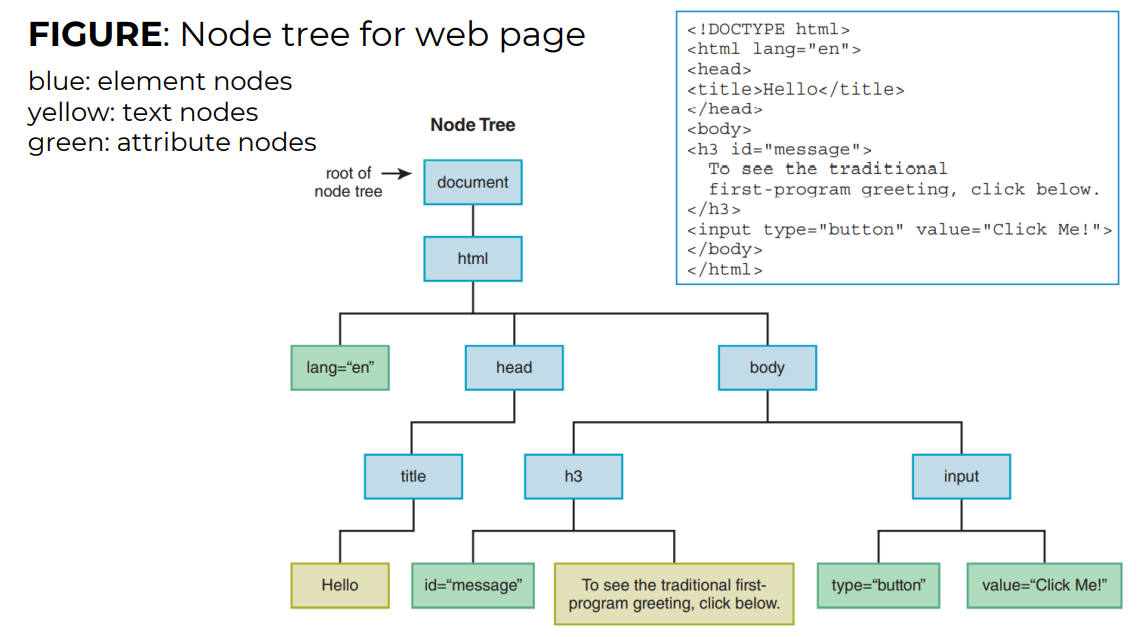 FIGURE: Node tree for web page
blue: element nodes
yellow: text nodes
green: attribute nodes
<!DOCTYPE html>
<html lang="en">
<head>
<title>Hello</title>
</head>
<body>
<h3 id="message">
To see the traditional
first-program greeting, click below.
</h3>
<input type="button" value="Click Me!">
</body>
</html>
Node Tree
root of
node tree
document
html
lang=“en”
head
body
title
h3
input
Hello
id=“message”
To see the traditional first-
program greeting, click below.
type=“button”
value=“Click Me!”